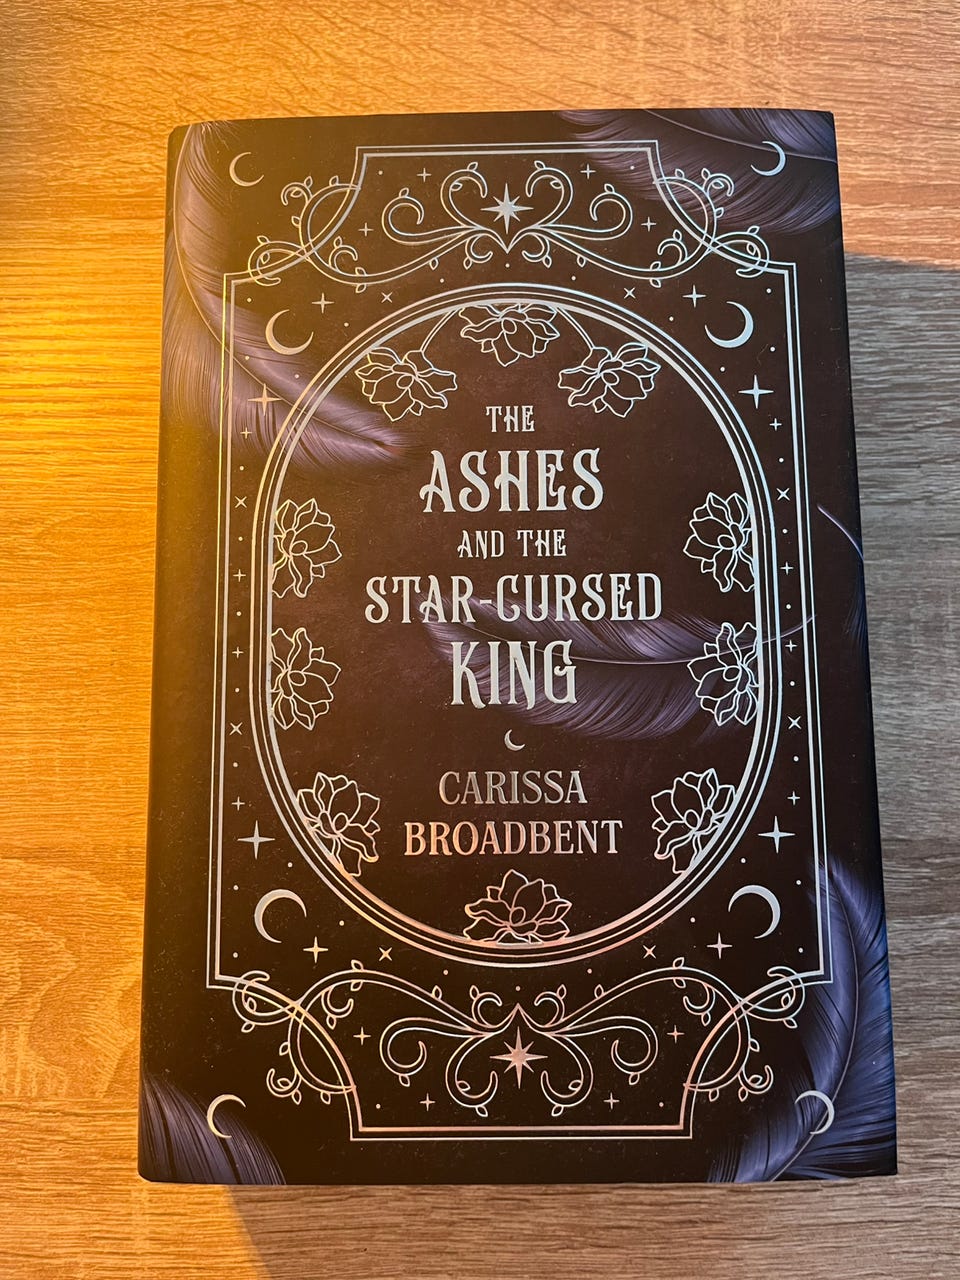 THE
ASHES
AND THE
STAR-CURSED
KING
CARISSA
BROADBENT